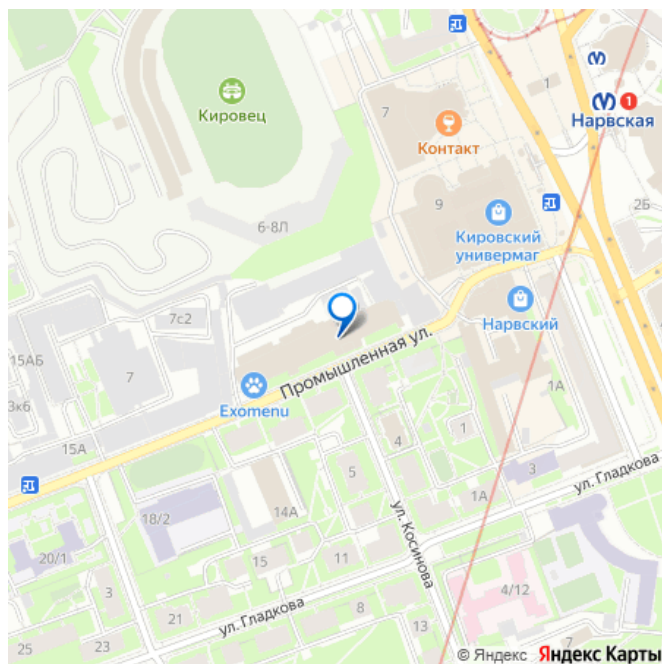 1
1
Нарвская
Кировец
7
Контакт
2Б
9
6-8Л
Кировский
универмаг
7с2
Нарвский
15АБ
7
Промышленная ул.
1А
3к6
Exomenu
15А
4
1
3
5
1А
ул. Гладкова
18/2
14А
ул. Косинова
20/1
15
11
3
4/12
21
8
ул. Гладкова
25
23
7
© Яндекс Яндекс Карты